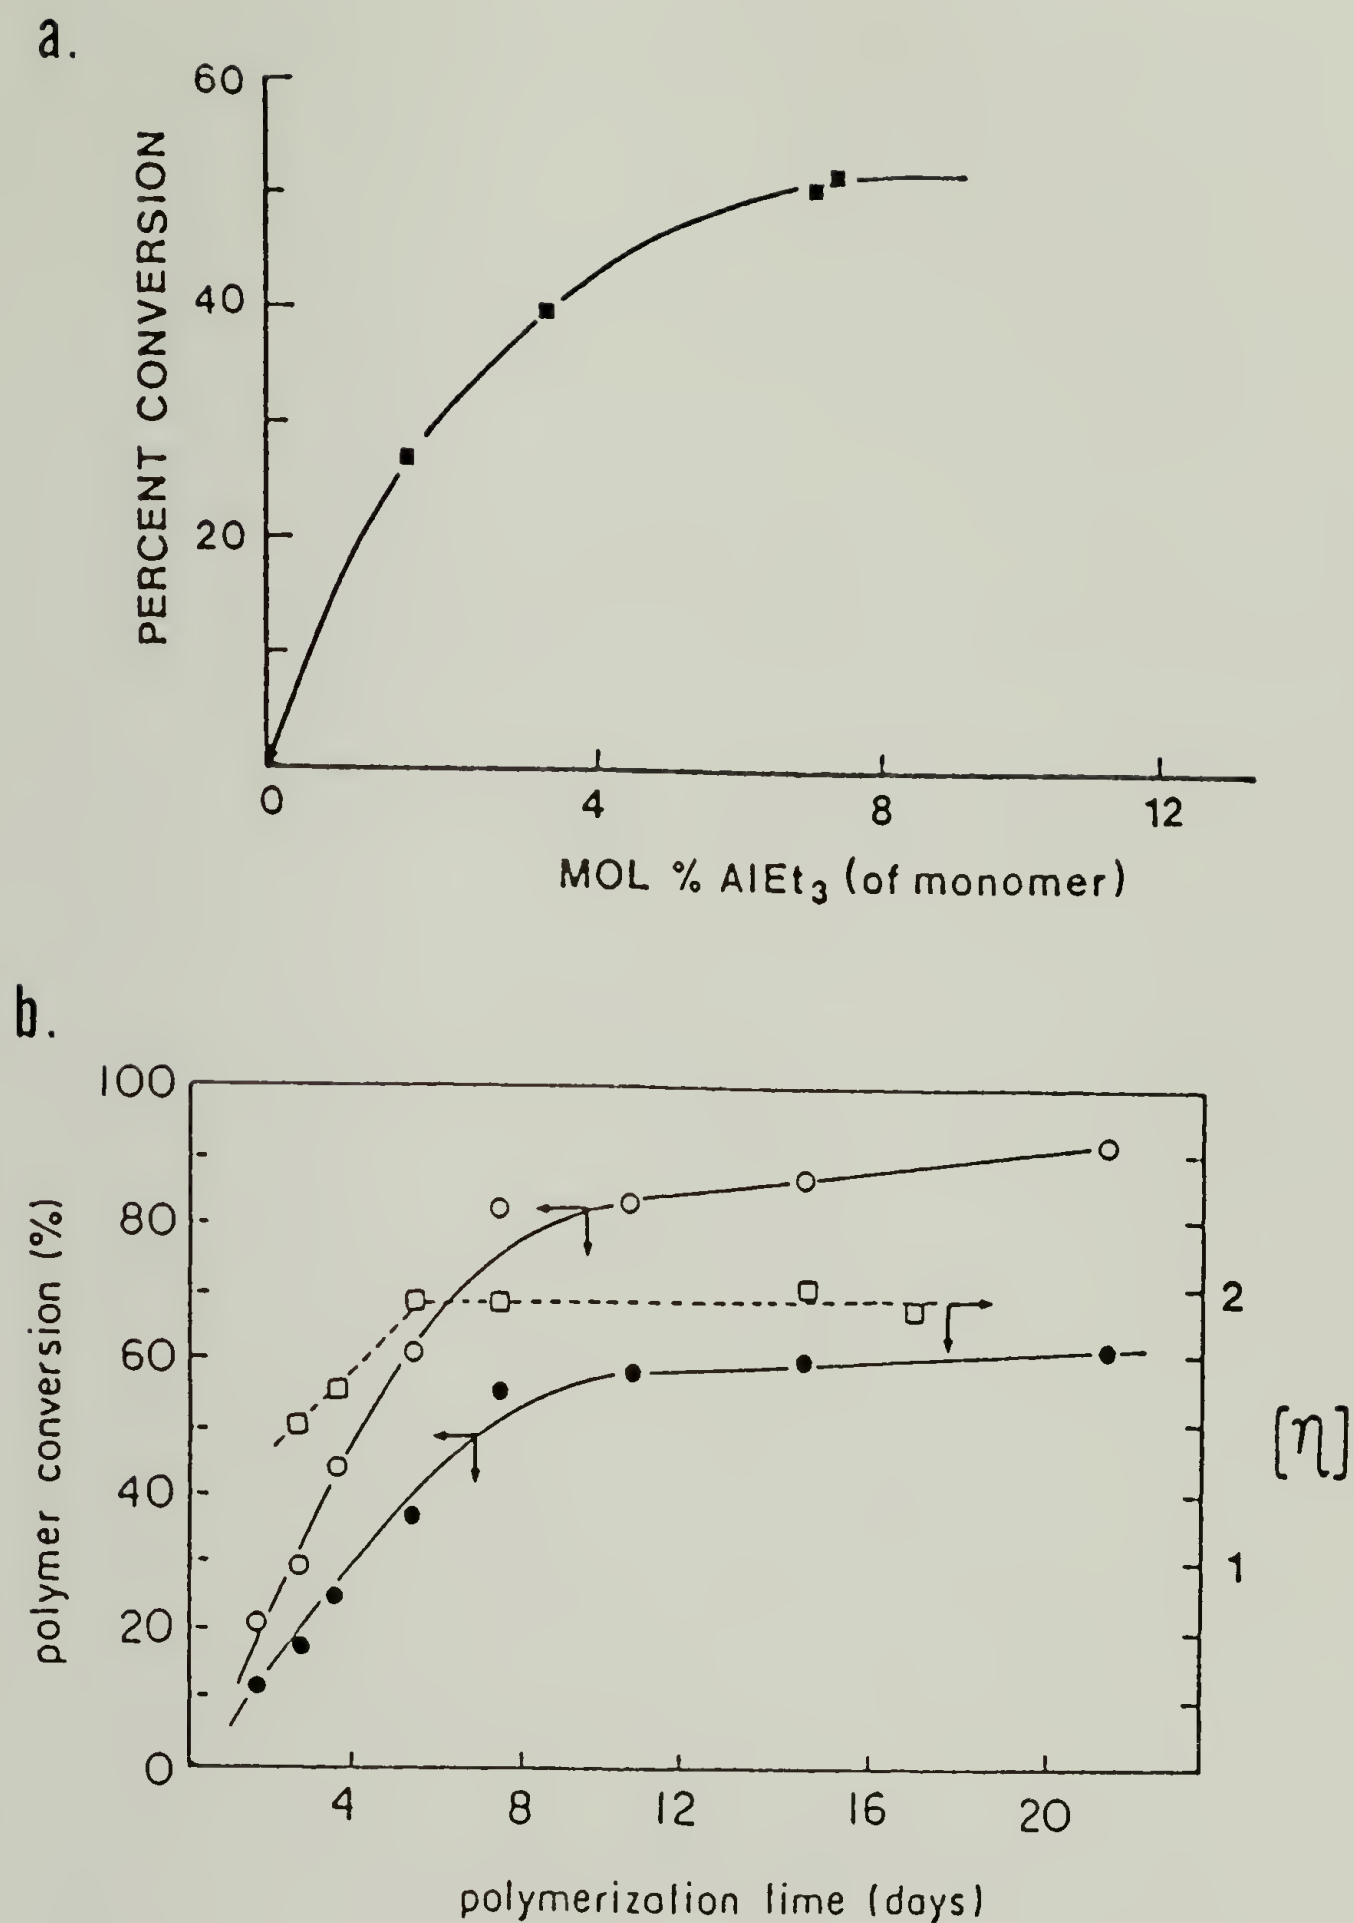 a.
60
40
20
PERCENT CONVERSION
0 4 8 12
MOL % AlEt₃ (of monomer)
b.
100
80
60
40
20
0
polymer conversion (%)
2
1
[η]
4 8 12 16 20
polymerization time (days)